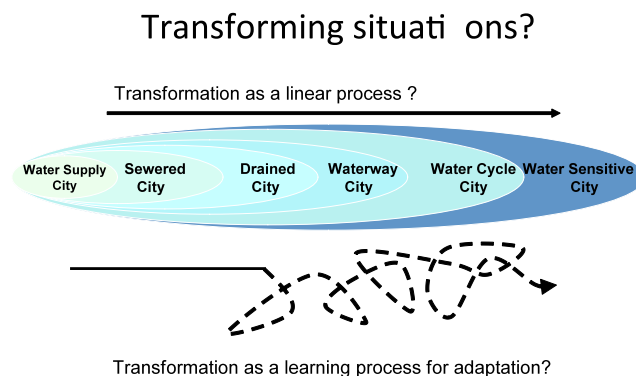 Transforming situati ons?
Transformation as a linear process ?
Water Supply
City
Sewered
City
Drained
City
Waterway
City
Water Cycle
City
Water Sensitive
City
Transformation as a learning process for adaptation?